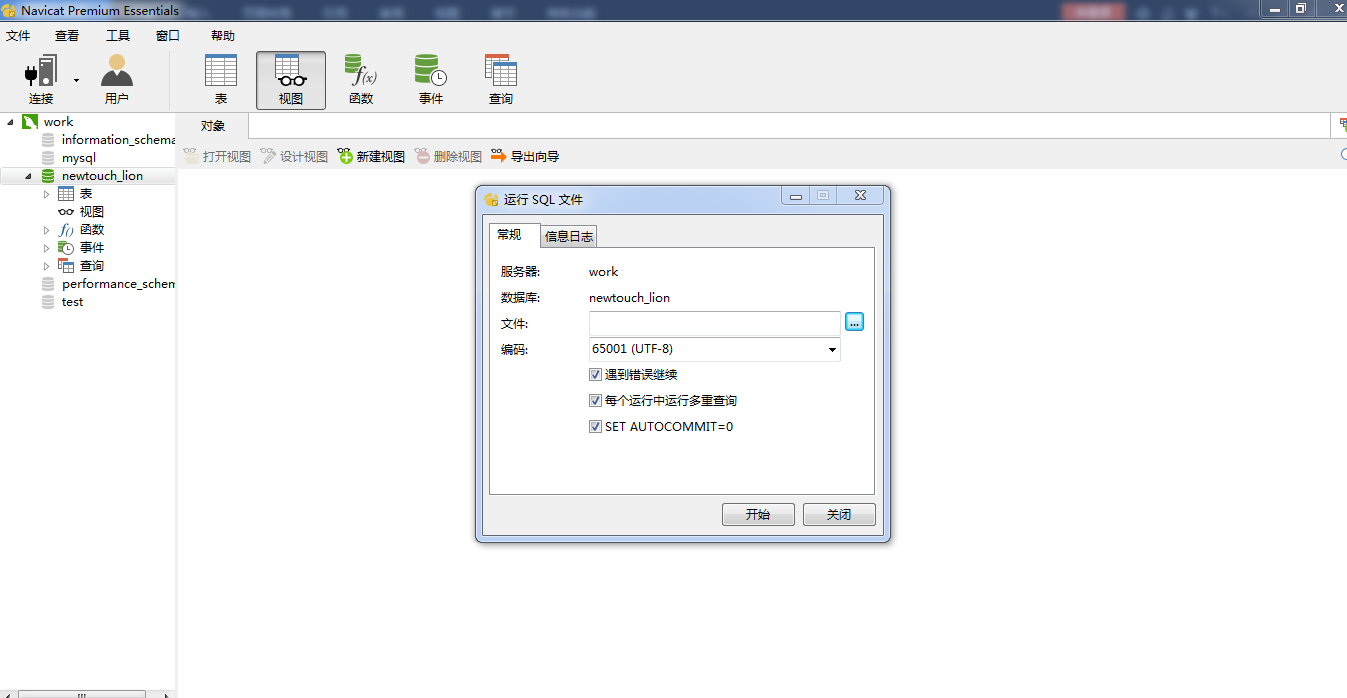 Navicat Premium Essentials
文件 查看 工具 窗口 帮助
连接 用户 表 视图 函数 事件 查询
work
information_schema
mysql
newtouch_lion
表
视图
函数
事件
查询
performance_schem
test
对象
打开视图 设计视图 新建视图 删除视图 导出向导
运行 SQL 文件
常规 信息日志
服务器: work
数据库: newtouch_lion
文件: ...
编码: 65001 (UTF-8)
遇到错误继续
每个运行中运行多重查询
SET AUTOCOMMIT=0
开始 关闭